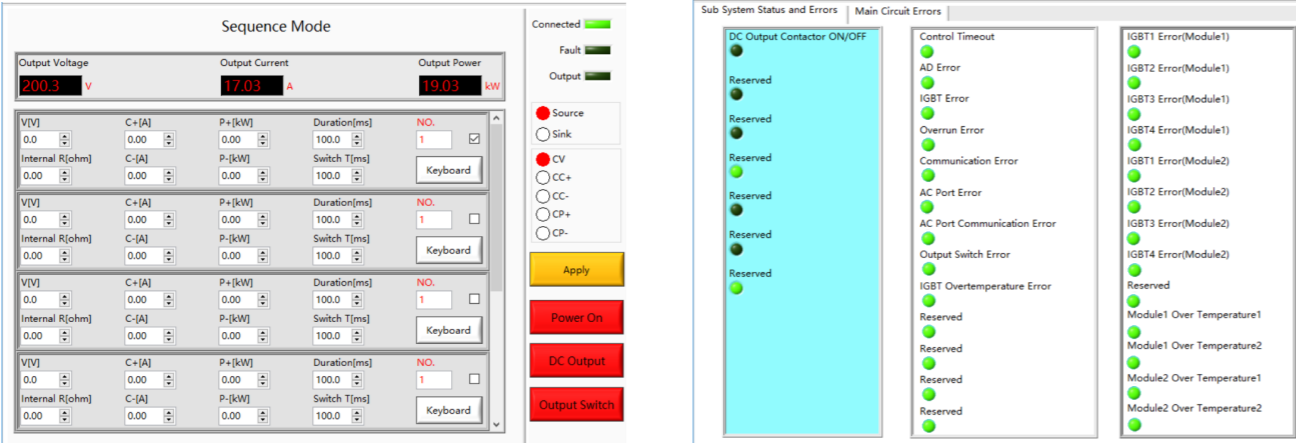 Sequence Mode
Output Voltage Output Current Output Power
200.3 V 17.03 A 19.03 kW
V[V] C+[A] P+[kW] Duration[ms] NO.
0.0 0.00 0.00 100.0 1
Internal R[ohm] C-[A] P-[kW] Switch T[ms] Keyboard
0.00 0.00 0.00 100.0
V[V] C+[A] P+[kW] Duration[ms] NO.
0.0 0.00 0.00 100.0 1
Internal R[ohm] C-[A] P-[kW] Switch T[ms] Keyboard
0.00 0.00 0.00 100.0
V[V] C+[A] P+[kW] Duration[ms] NO.
0.0 0.00 0.00 100.0 1
Internal R[ohm] C-[A] P-[kW] Switch T[ms] Keyboard
0.00 0.00 0.00 100.0
V[V] C+[A] P+[kW] Duration[ms] NO.
0.0 0.00 0.00 100.0 1
Internal R[ohm] C-[A] P-[kW] Switch T[ms] Keyboard
0.00 0.00 0.00 100.0
Connected
Fault
Output
Source
Sink
CV
CC+
CC-
CP+
CP-
Apply
Power On
DC Output
Output Switch
Sub System Status and Errors Main Circuit Errors
DC Output Contactor ON/OFF
Reserved
Reserved
Reserved
Reserved
Reserved
Reserved
Control Timeout
AD Error
IGBT Error
Overrun Error
Communication Error
AC Port Error
AC Port Communication Error
Output Switch Error
IGBT Overtemperature Error
Reserved
Reserved
Reserved
Reserved
IGBT1 Error(Module1)
IGBT2 Error(Module1)
IGBT3 Error(Module1)
IGBT4 Error(Module1)
IGBT1 Error(Module2)
IGBT2 Error(Module2)
IGBT3 Error(Module2)
IGBT4 Error(Module2)
Reserved
Module1 Over Temperature1
Module1 Over Temperature2
Module2 Over Temperature1
Module2 Over Temperature2